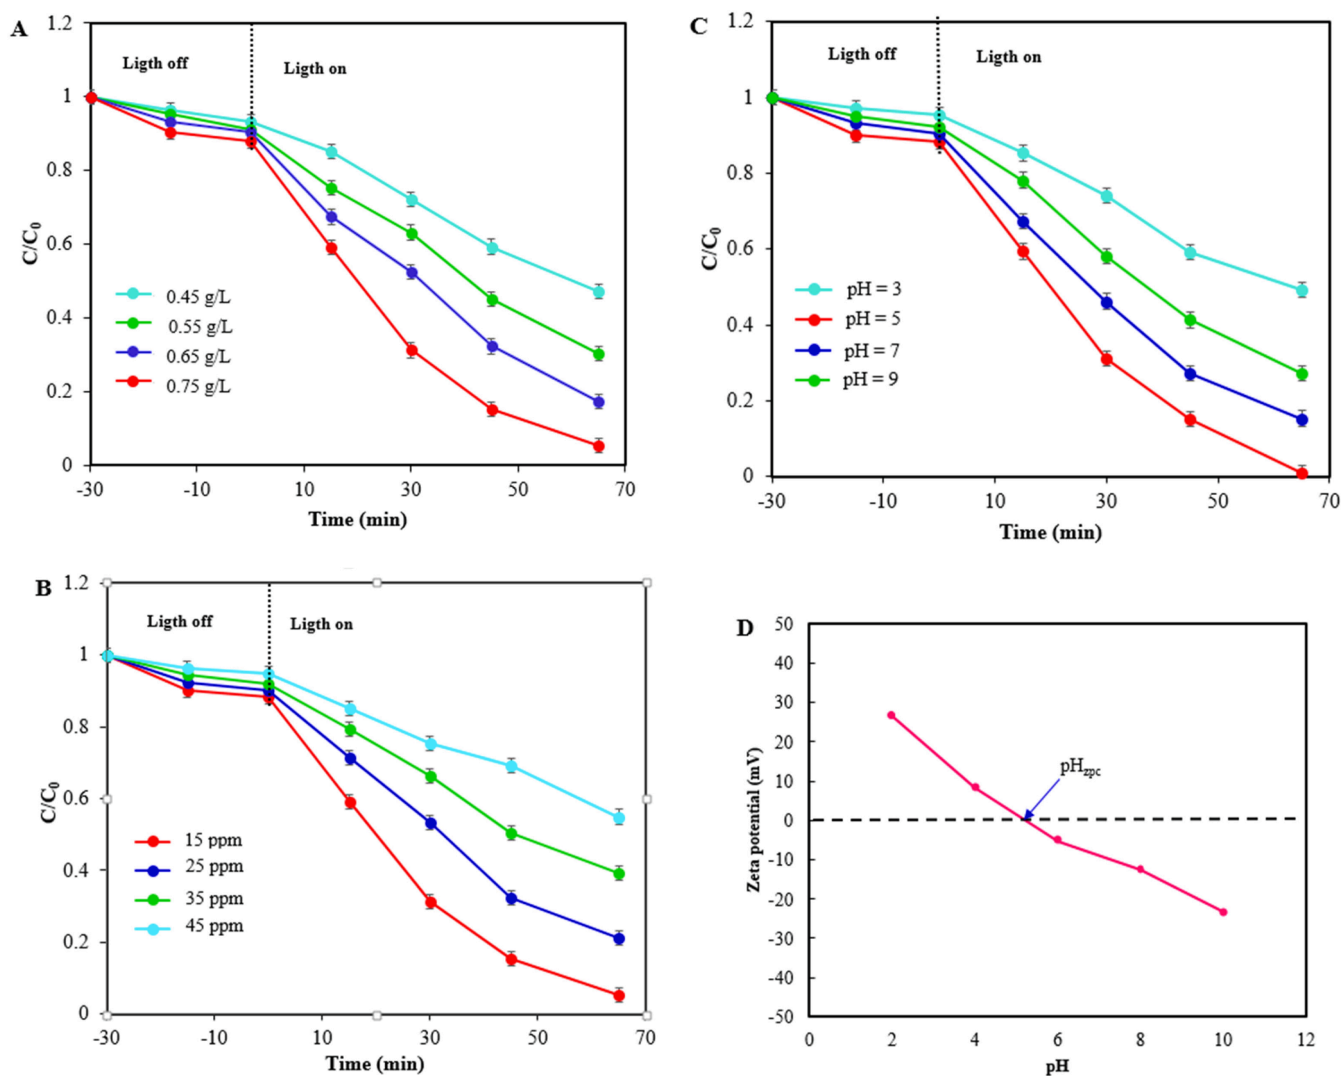 A
1.2
1
0.8
0.6
0.4
0.2
0
C/C0
Ligth off
Ligth on
0.45 g/L
0.55 g/L
0.65 g/L
0.75 g/L
-30 -10 10 30 50 70
Time (min)
C
1.2
1
0.8
0.6
0.4
0.2
0
C/C0
Ligth off
Ligth on
pH = 3
pH = 5
pH = 7
pH = 9
-30 -10 10 30 50 70
Time (min)
B
1.2
1
0.8
0.6
0.4
0.2
0
C/C0
Ligth off
Ligth on
15 ppm
25 ppm
35 ppm
45 ppm
-30 -10 10 30 50 70
Time (min)
D
50
40
30
20
10
0
-10
-20
-30
-40
-50
Zeta potential (mV)
pHzpc
0 2 4 6 8 10 12
pH